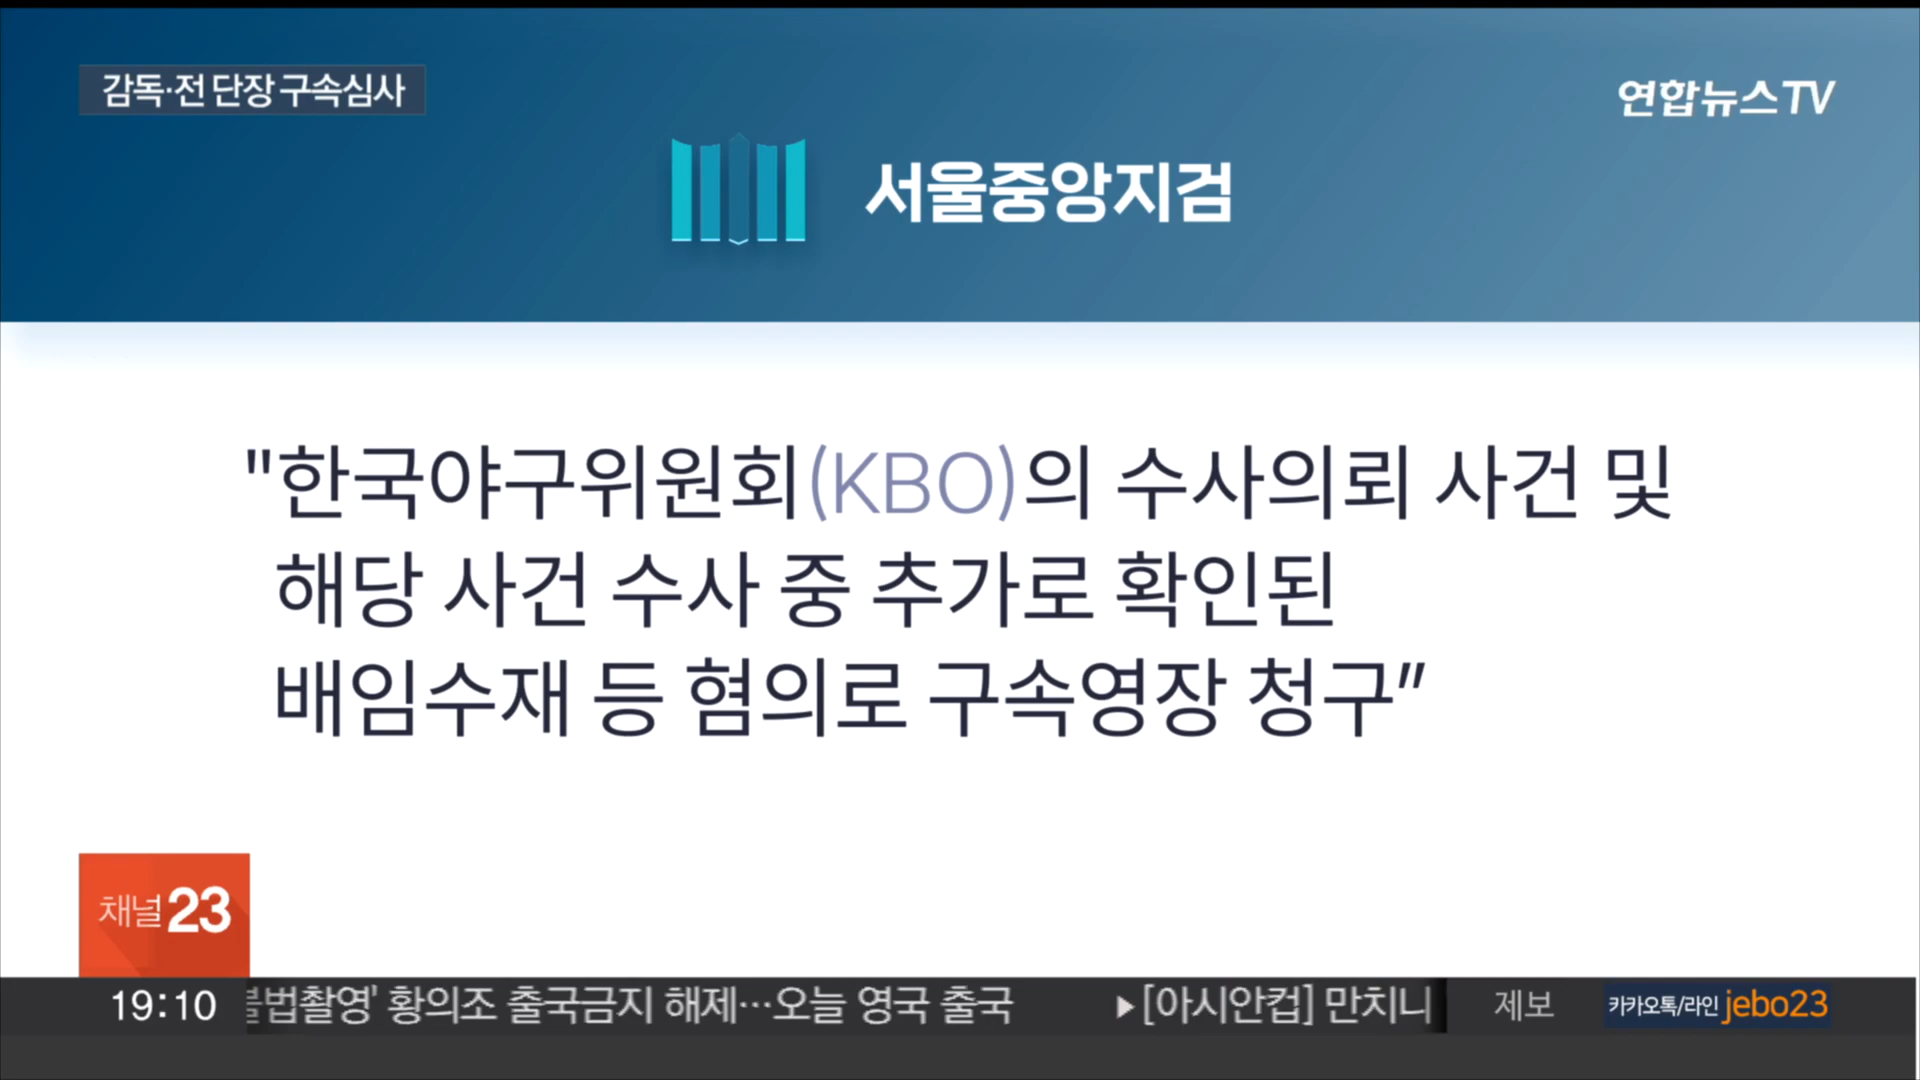 감독·전 단장 구속심사
연합뉴스TV
서울중앙지검
"한국야구위원회(KBO)의 수사의뢰 사건 및
해당 사건 수사 중 추가로 확인된
배임수재 등 혐의로 구속영장 청구”
채널23
19:10 불법촬영' 황의조 출국금지 해제…오늘 영국 출국 ▶[아시안컵] 만치니 제보 카카오톡/라인 jebo23